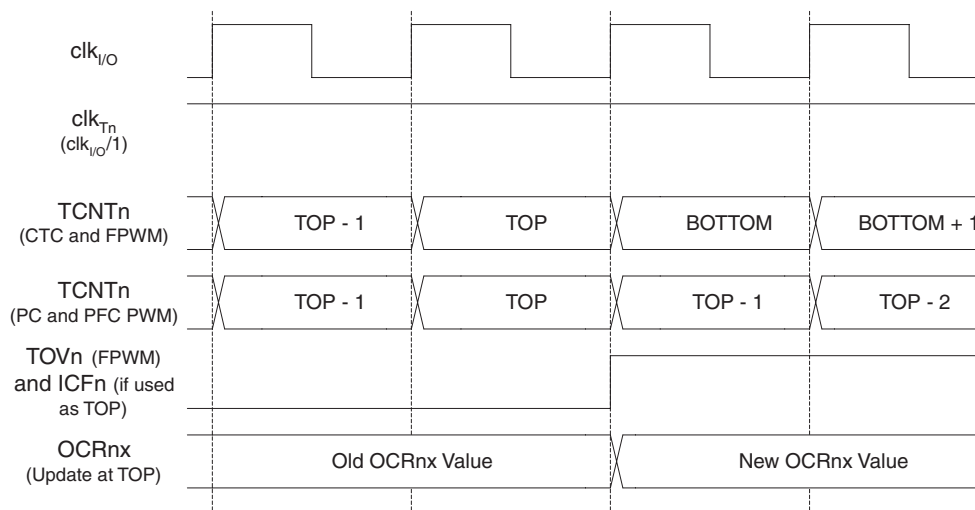 clkI/O
clkTn
(clkI/O/1)
TCNTn
(CTC and FPWM)
TOP - 1 TOP BOTTOM BOTTOM + 1
TCNTn
(PC and PFC PWM)
TOP - 1 TOP TOP - 1 TOP - 2
TOVn (FPWM)
and ICFn (if used
as TOP)
OCRnx
(Update at TOP)
Old OCRnx Value New OCRnx Value